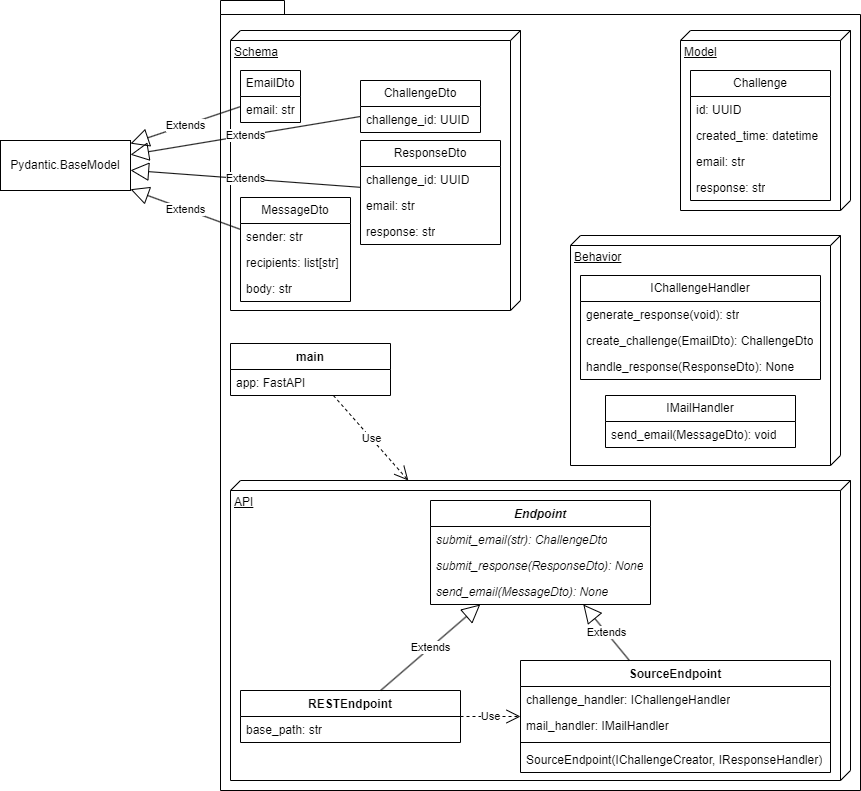 Schema
EmailDto
email: str
ChallengeDto
challenge_id: UUID
ResponseDto
challenge_id: UUID
email: str
response: str
MessageDto
sender: str
recipients: list[str]
body: str
Extends
Extends
Extends
Extends
Pydantic.BaseModel
Model
Challenge
id: UUID
created_time: datetime
email: str
response: str
Behavior
IChallengeHandler
generate_response(void): str
create_challenge(EmailDto): ChallengeDto
handle_response(ResponseDto): None
IMailHandler
send_email(MessageDto): void
main
app: FastAPI
Use
API
Endpoint
submit_email(str): ChallengeDto
submit_response(ResponseDto): None
send_email(MessageDto): None
Extends
Extends
RESTEndpoint
base_path: str
Use
SourceEndpoint
challenge_handler: IChallengeHandler
mail_handler: IMailHandler
SourceEndpoint(IChallengeCreator, IResponseHandler)